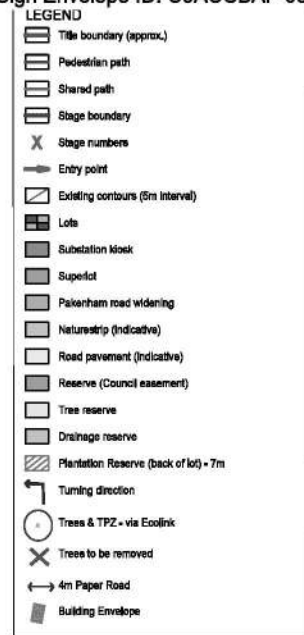 LEGEND
Title boundary (approx.)
Pedestrian path
Shared path
Stage boundary
X Stage numbers
Entry point
Existing contours (5m interval)
Lots
Substation kiosk
Superlot
Pakenham road widening
Naturestrip (indicative)
Road pavement (indicative)
Reserve (Council easement)
Tree reserve
Drainage reserve
Plantation Reserve (back of lot) - 7m
Turning direction
Trees & TPZ - via Ecolink
Trees to be removed
4m Paper Road
Building Envelope